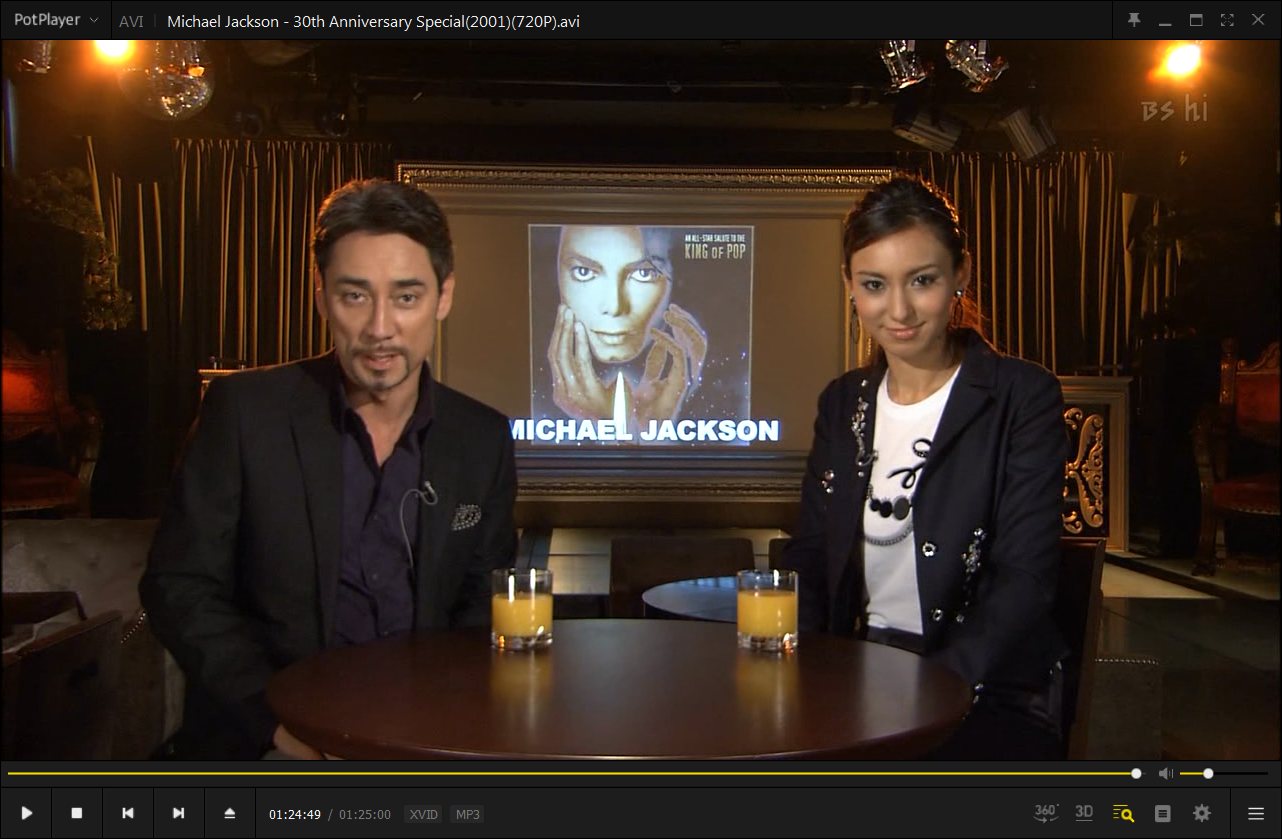 PotPlayer
AVI
Michael Jackson - 30th Anniversary Special(2001)(720P).avi
BS hi
AN ALL-STAR SALUTE TO THE
KING OF POP
MICHAEL JACKSON
01:24:49 / 01:25:00
XVID
MP3
360°
3D